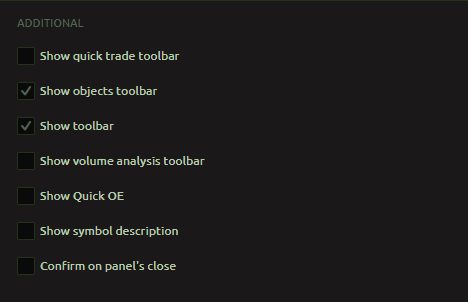 ADDITIONAL
Show quick trade toolbar
Show objects toolbar
Show toolbar
Show volume analysis toolbar
Show Quick OE
Show symbol description
Confirm on panel's close